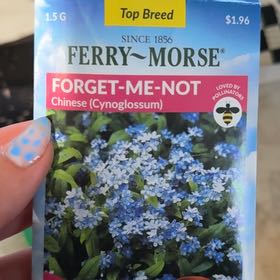 Top Breed
1.5 G
$1.96
SINCE 1856
FERRY~MORSE®
FORGET-ME-NOT
Chinese (Cynoglossum)
LOVED BY
POLLINATORS